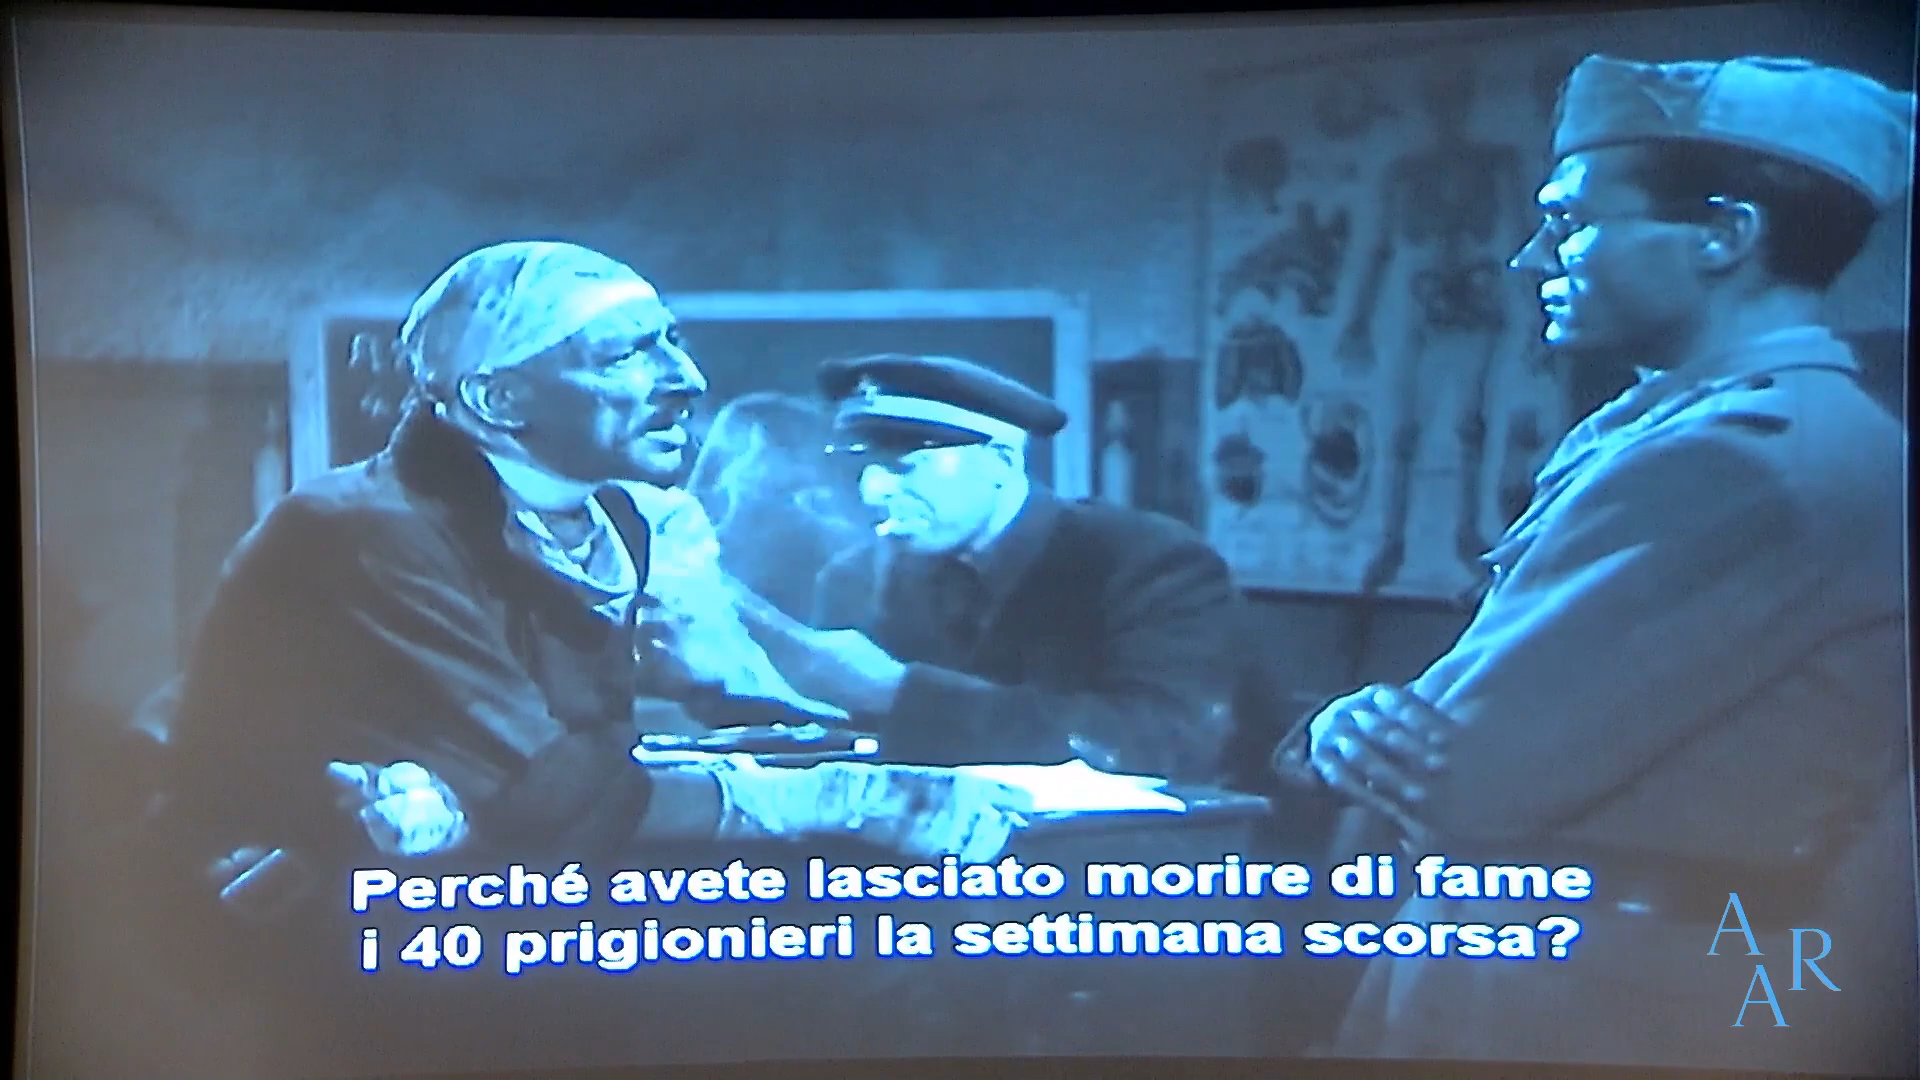 Perché avete lasciato morire di fame
i 40 prigionieri la settimana scorsa?
A
A R